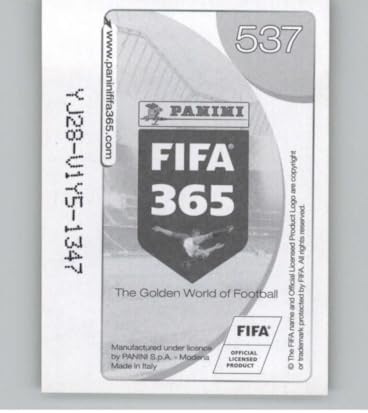 537
www.paninififa365.com
YJ28-V1Y5-1347
PANINI
FIFA
365
The Golden World of Football
Manufactured under licence
by PANINI S.p.A. - Modena
Made in Italy
FIFA
OFFICIAL
LICENSED
PRODUCT
© The FIFA name and Official Licensed Product Logo are copyright
or trademark protected by FIFA. All rights reserved.